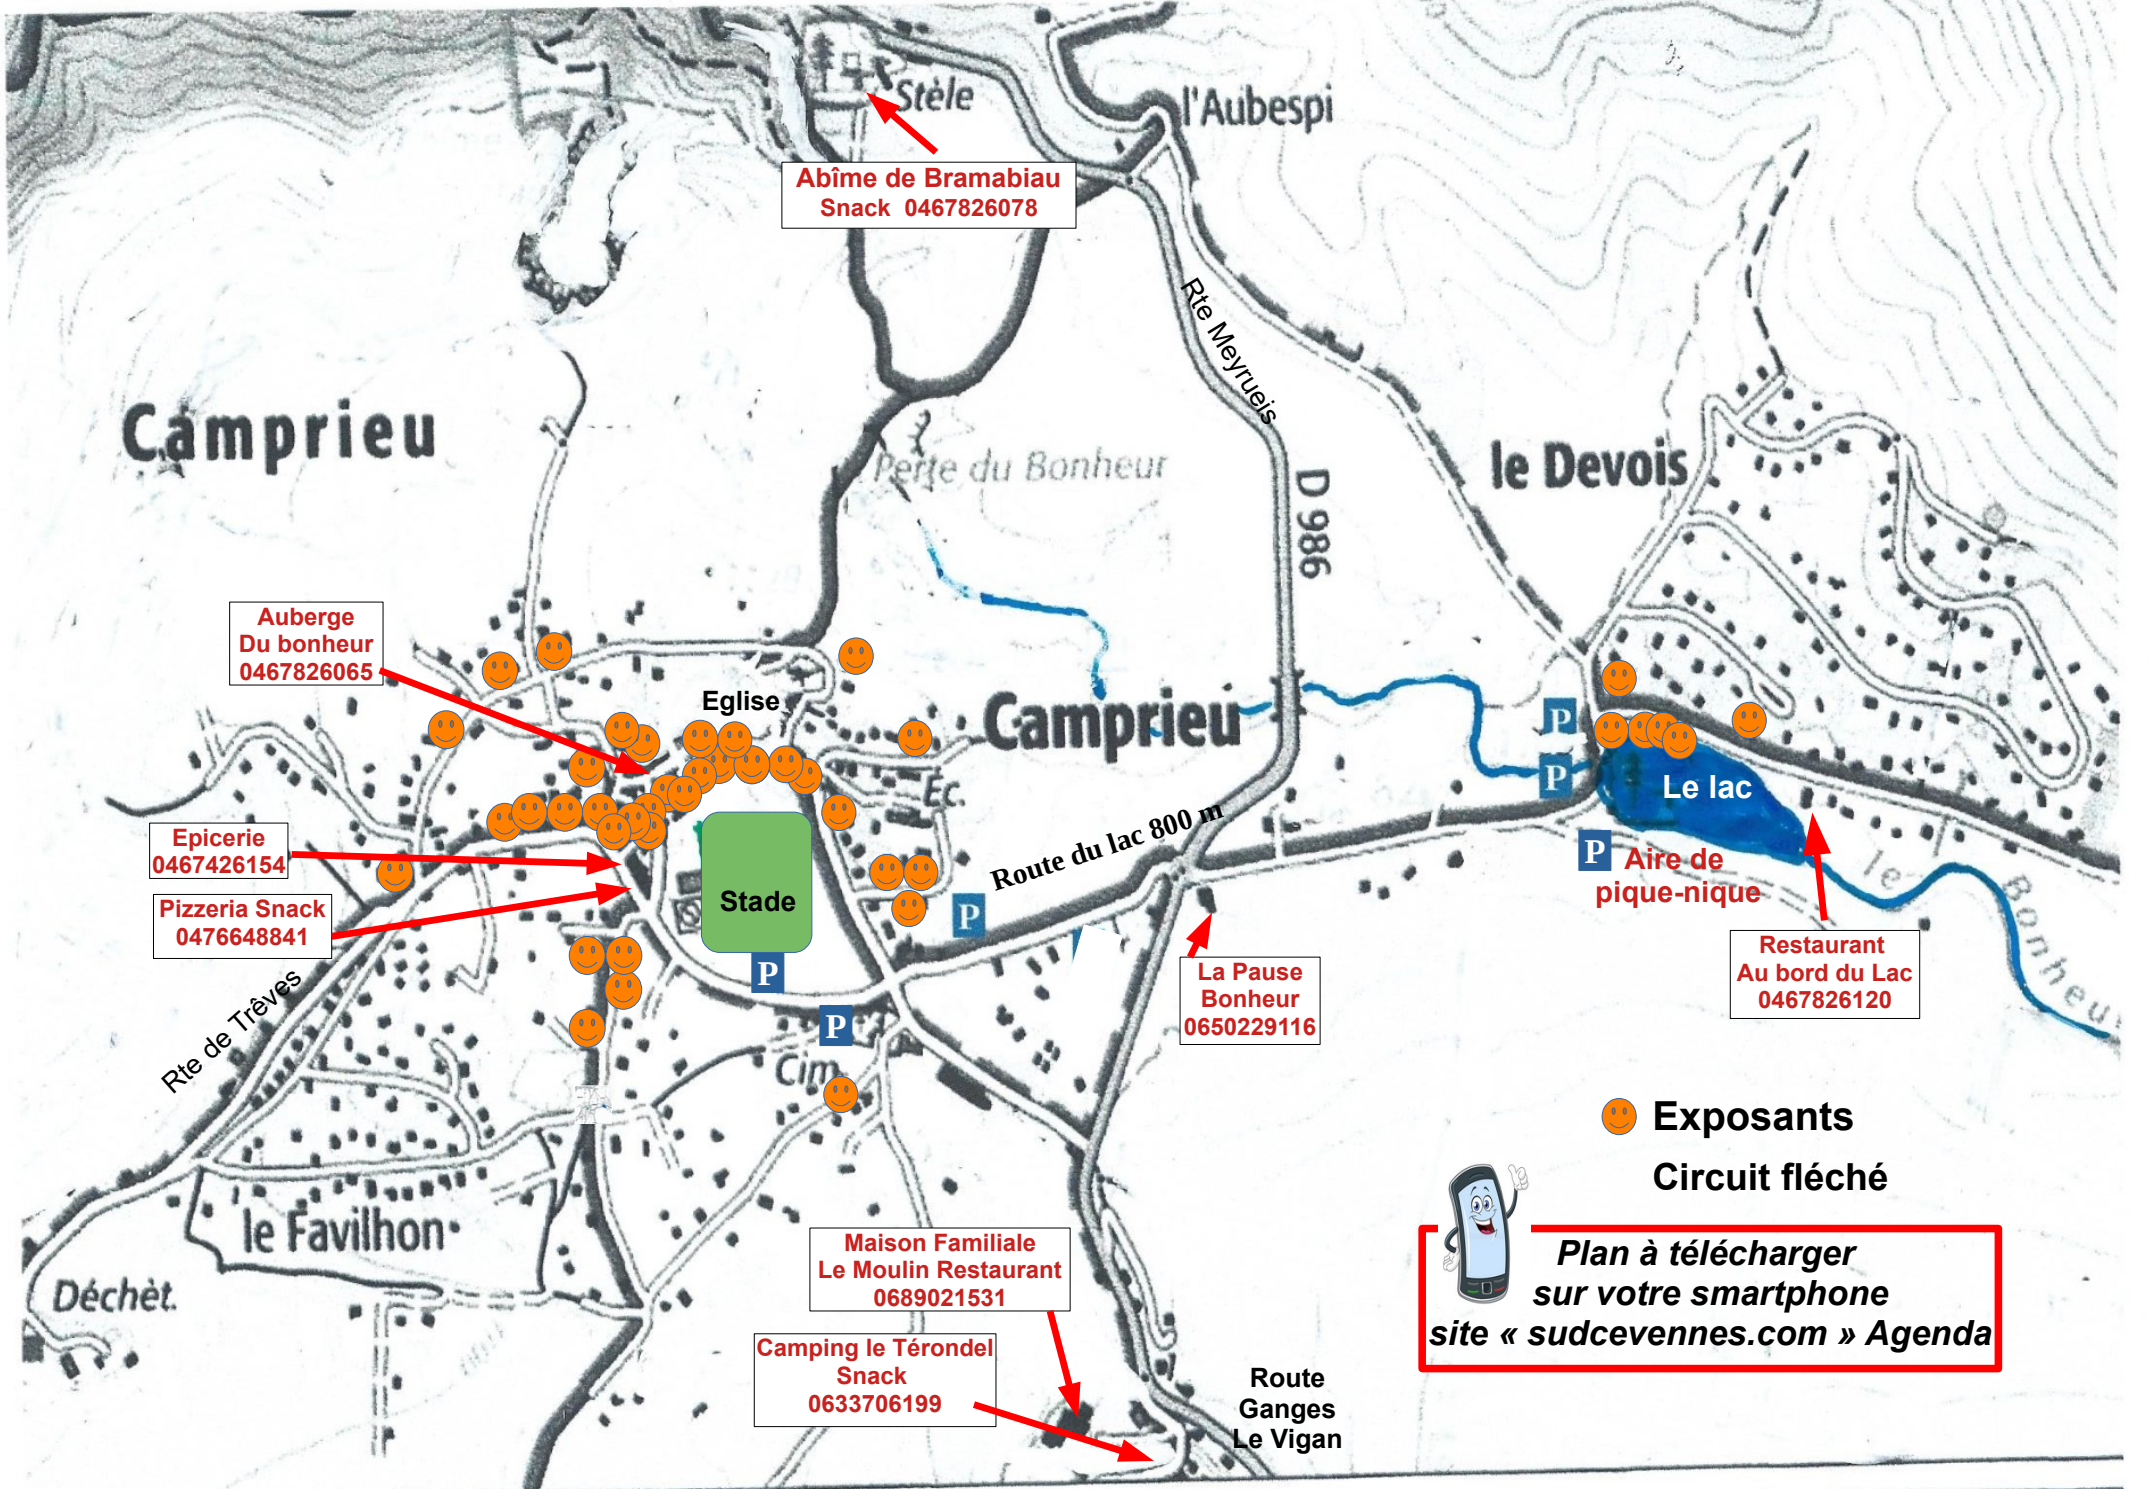 Stèle
l'Aubespi
Abîme de Bramabiau
Snack 0467826078
Rte Meyrueis
Camprieu
Perte du Bonheur
le Devois
D 986
Auberge
Du bonheur
0467826065
Eglise
Camprieu
Ec.
Le lac
P
P
Route du lac 800 m
Epicerie
0467426154
P
Aire de
pique-nique
le
Bonheu
Stade
Pizzeria Snack
0476648841
P
P
La Pause
Bonheur
0650229116
Restaurant
Au bord du Lac
0467826120
Rte de Trêves
P
Cim.
Exposants
Circuit fléché
le Favilhon
Maison Familiale
Le Moulin Restaurant
0689021531
Plan à télécharger
sur votre smartphone
site « sudcevennes.com » Agenda
Déchèt.
Camping le Térondel
Snack
0633706199
Route
Ganges
Le Vigan